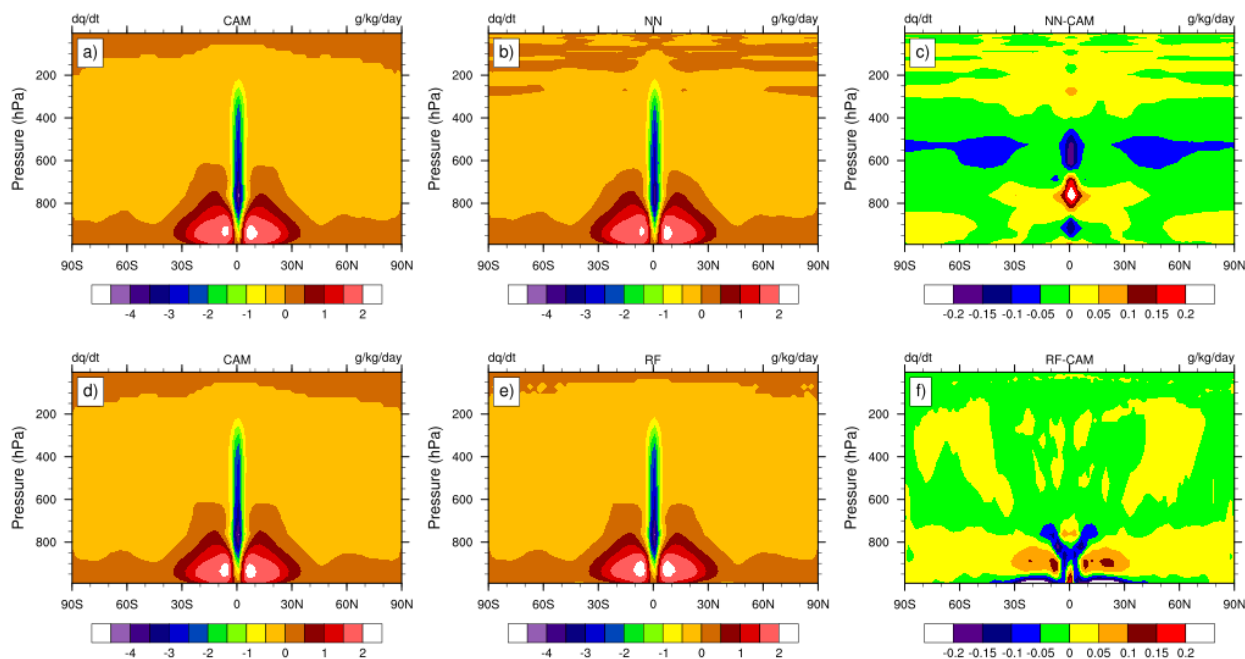 dq/dt CAM g/kg/day
a)
Pressure (hPa)
200
400
600
800
90S 60S 30S 0 30N 60N 90N
-4 -3 -2 -1 0 1 2
dq/dt NN g/kg/day
b)
200
400
600
800
90S 60S 30S 0 30N 60N 90N
-4 -3 -2 -1 0 1 2
dq/dt NN-CAM g/kg/day
c)
Pressure (hPa)
200
400
600
800
90S 60S 30S 0 30N 60N 90N
-0.2 -0.15 -0.1 -0.05 0 0.05 0.1 0.15 0.2
dq/dt CAM g/kg/day
d)
Pressure (hPa)
200
400
600
800
90S 60S 30S 0 30N 60N 90N
-4 -3 -2 -1 0 1 2
dq/dt RF g/kg/day
e)
Pressure (hPa)
200
400
600
800
90S 60S 30S 0 30N 60N 90N
-4 -3 -2 -1 0 1 2
dq/dt RF-CAM g/kg/day
f)
Pressure (hPa)
200
400
600
800
90S 60S 30S 0 30N 60N 90N
-0.2 -0.15 -0.1 -0.05 0 0.05 0.1 0.15 0.2